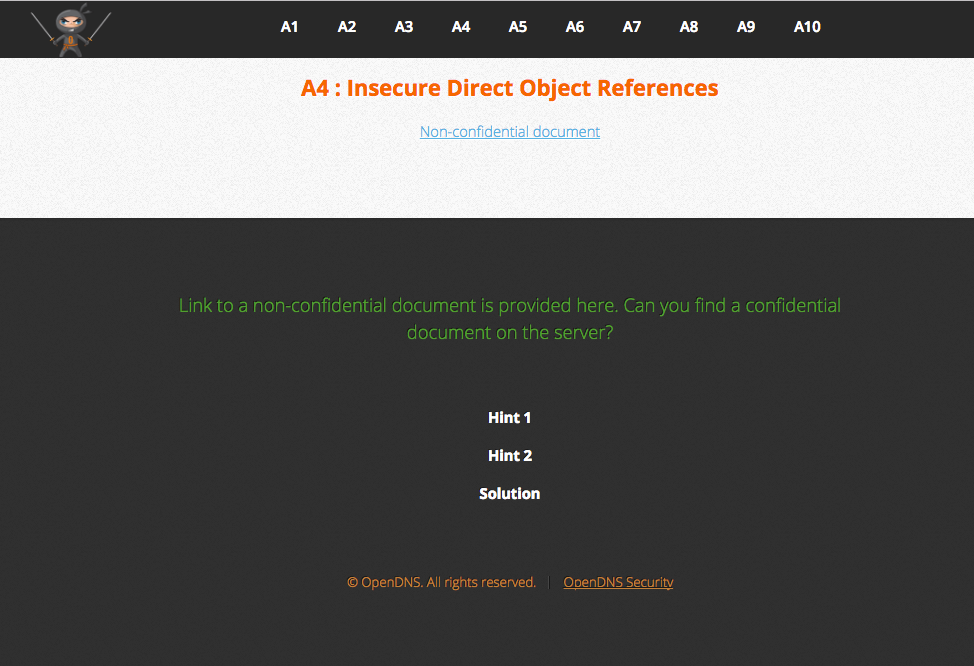 A1 A2 A3 A4 A5 A6 A7 A8 A9 A10
A4 : Insecure Direct Object References
Non-confidential document
Link to a non-confidential document is provided here. Can you find a confidential
document on the server?
Hint 1
Hint 2
Solution
© OpenDNS. All rights reserved. | OpenDNS Security